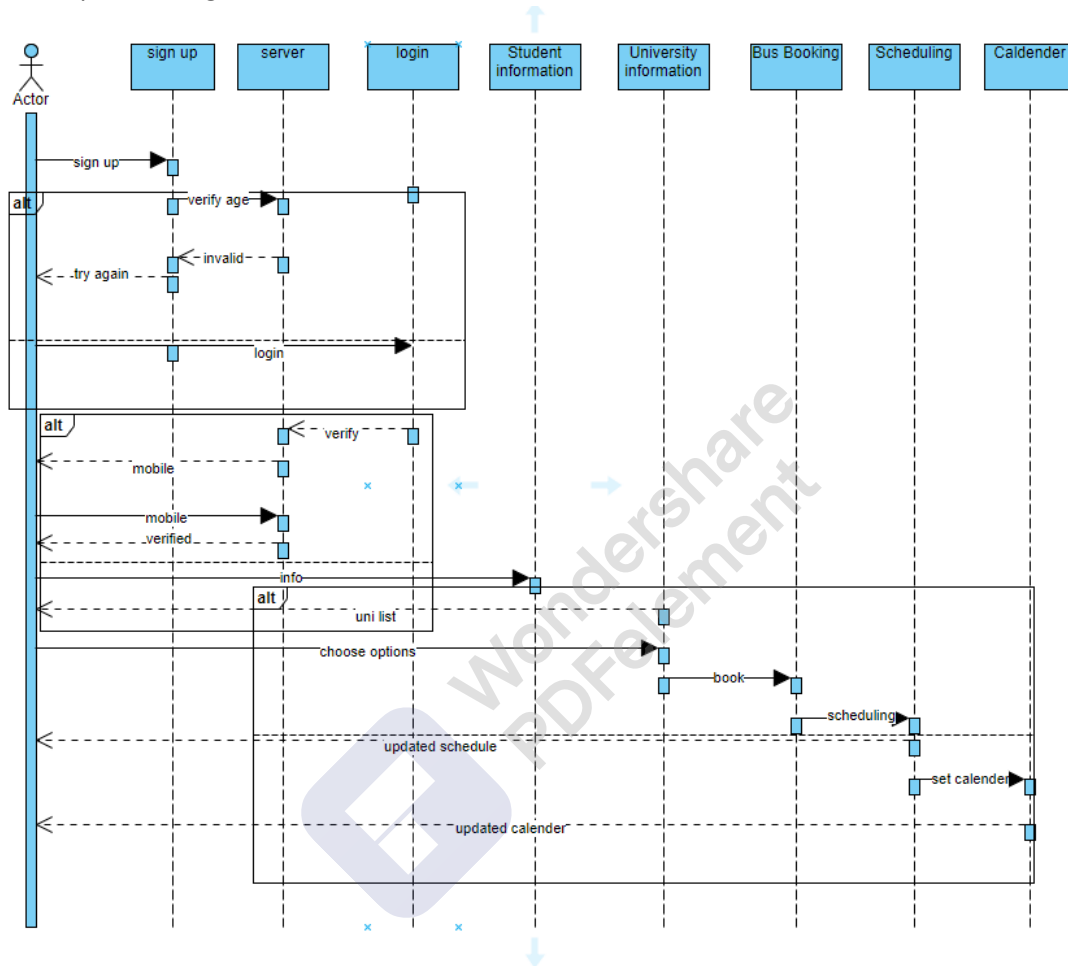 sign up
server
login
Student
information
University
information
Bus Booking
Scheduling
Caldender
Actor
sign up
alt
verify age
invalid
try again
login
alt
verify
mobile
mobile
verified
info
alt
uni list
choose options
book
scheduling
updated schedule
set calender
updated calender
Wondershare
PDFelement